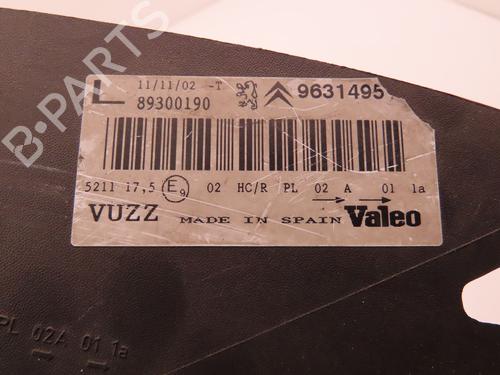 B-PARTS
11/11/02 -T
L 89300190 9631495
5211 17,5 E9 02 HC/R PL 02 A 01 1a
VUZZ MADE IN SPAIN Valeo
PL 02A 01 1a